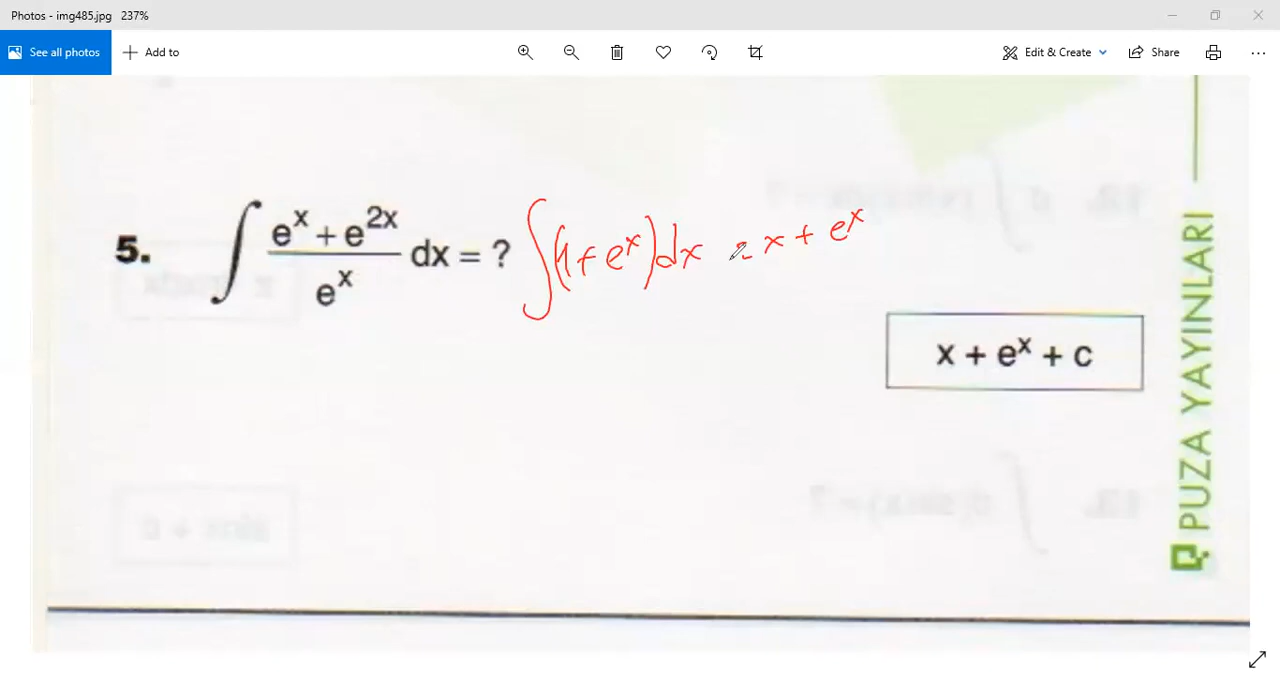 Photos - img485.jpg 237%
See all photos
Add to
Edit & Create
Share
5. ∫ (e^x + e^2x)/e^x dx = ? ∫(1+e^x)dx = x + e^x
x + e^x + c
PUZA YAYINLARI